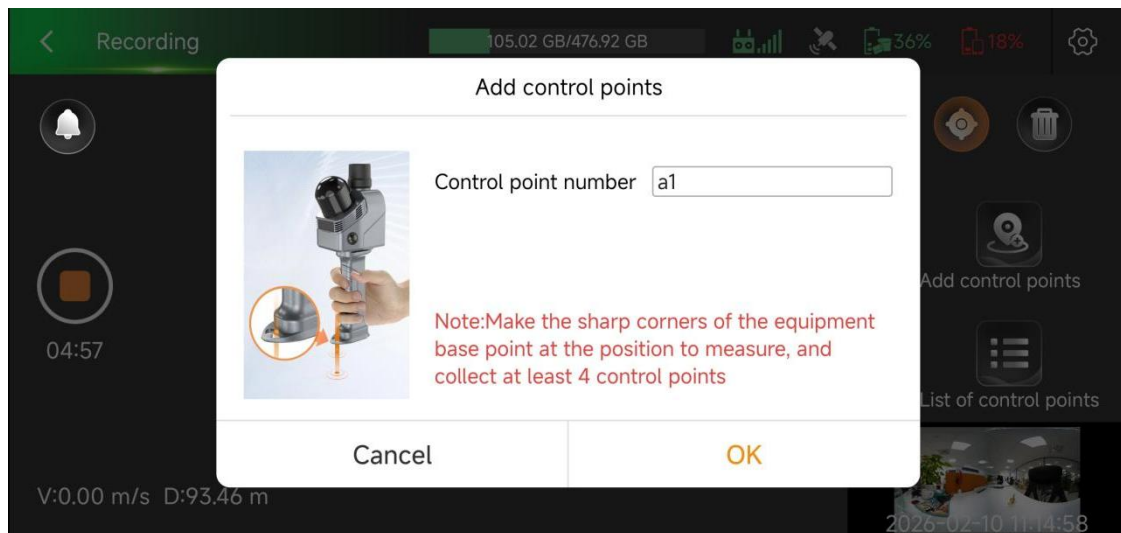 Recording
105.02 GB/476.92 GB
36%
18%
Add control points
Control point number
a1
Note:Make the sharp corners of the equipment
base point at the position to measure, and
collect at least 4 control points
Cancel
OK
04:57
Add control points
List of control points
V:0.00 m/s D:93.46 m
2026-02-10 11:14:58